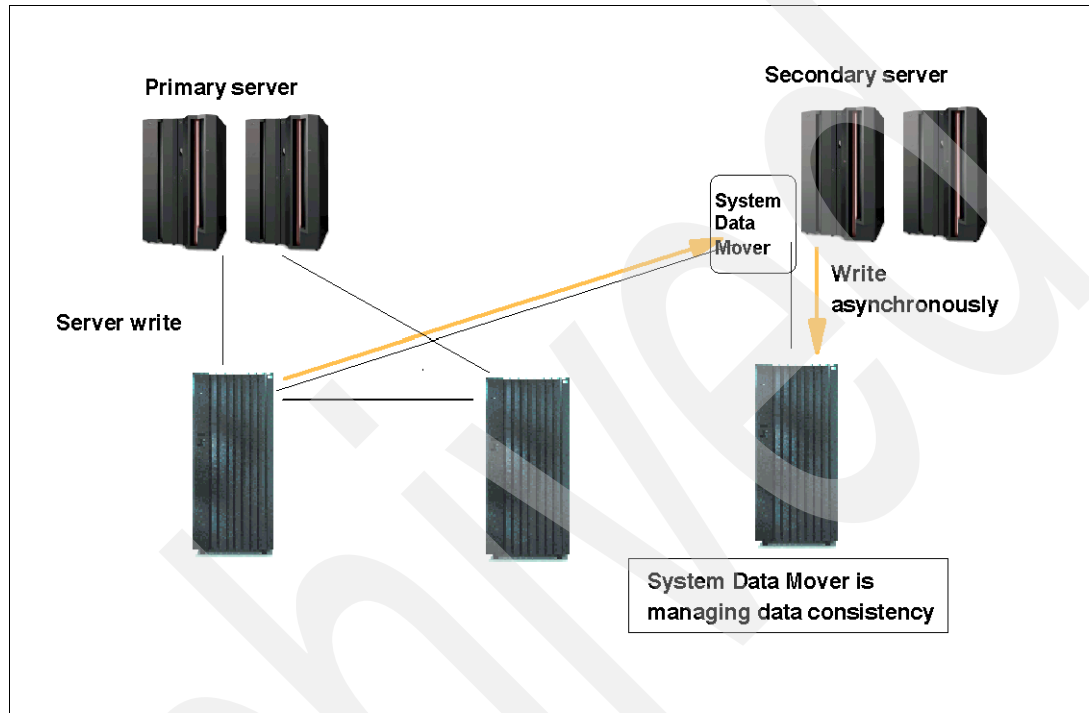 Primary server
Secondary server
System
Data
Mover
Write
asynchronously
Server write
System Data Mover is
managing data consistency